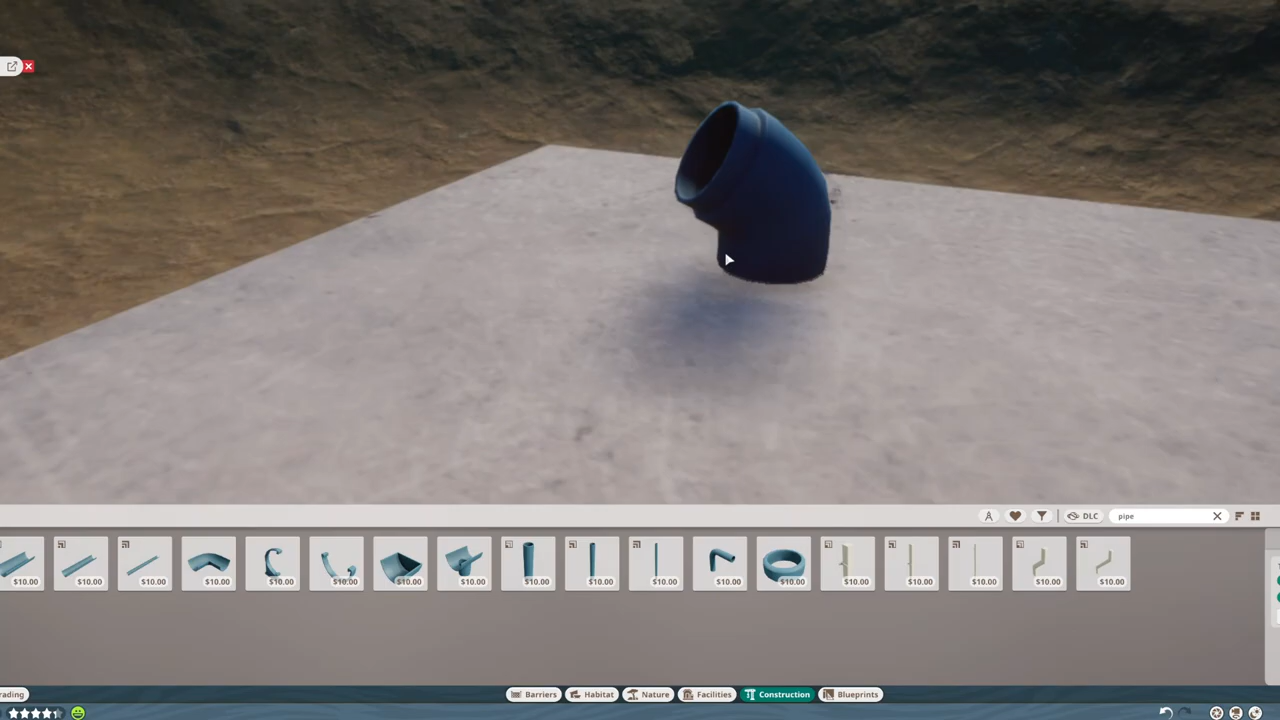 DLC
pipe
$10.00 $10.00 $10.00 $10.00 $10.00 $10.00 $10.00 $10.00 $10.00 $10.00 $10.00 $10.00 $10.00 $10.00 $10.00 $10.00 $10.00 $10.00
rading Barriers Habitat Nature Facilities Construction Blueprints